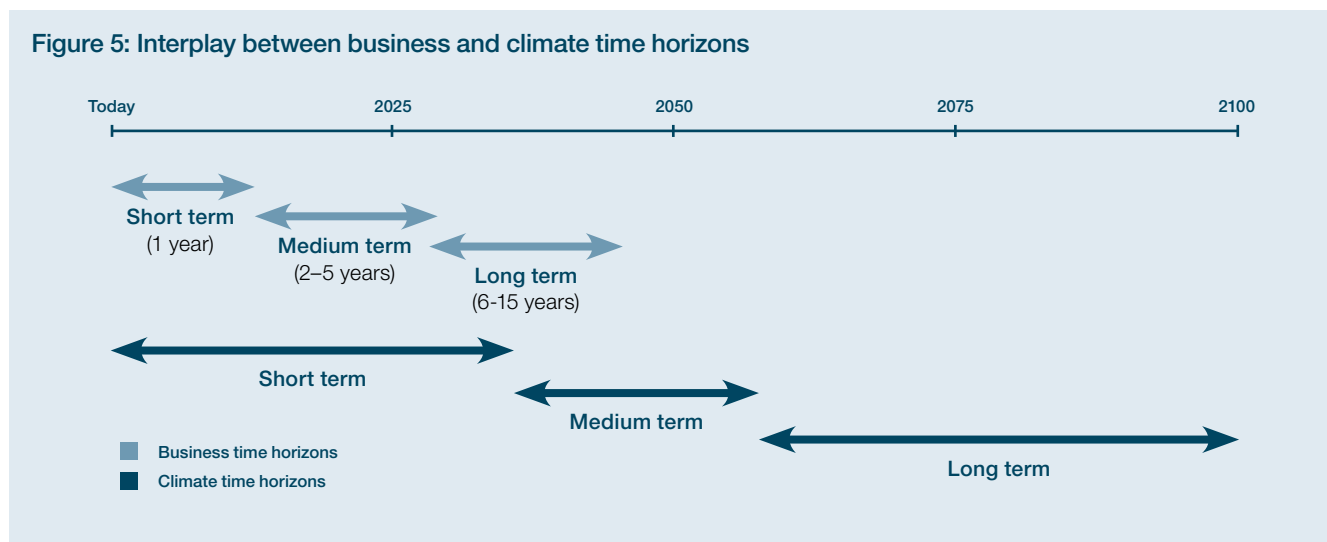 Figure 5: Interplay between business and climate time horizons
Today 2025 2050 2075 2100
Short term
(1 year)
Medium term
(2–5 years)
Long term
(6-15 years)
Short term
Medium term
Long term
Business time horizons
Climate time horizons